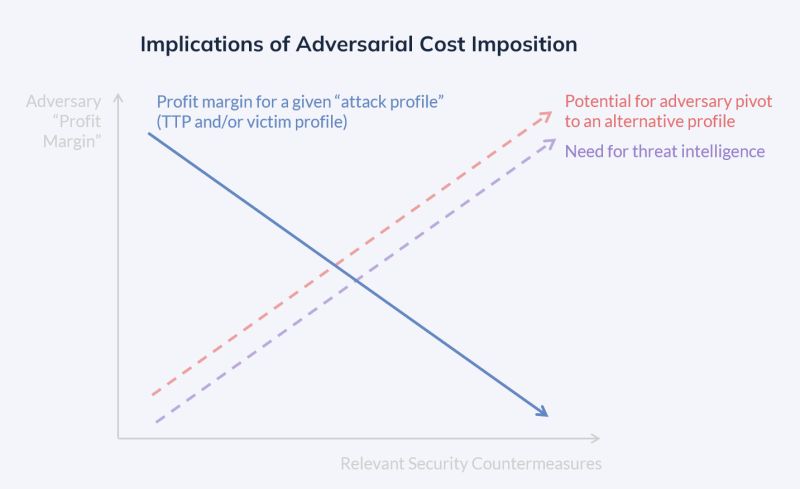 Implications of Adversarial Cost Imposition
Adversary
“Profit
Margin”
Profit margin for a given “attack profile”
(TTP and/or victim profile)
Potential for adversary pivot
to an alternative profile
Need for threat intelligence
Relevant Security Countermeasures